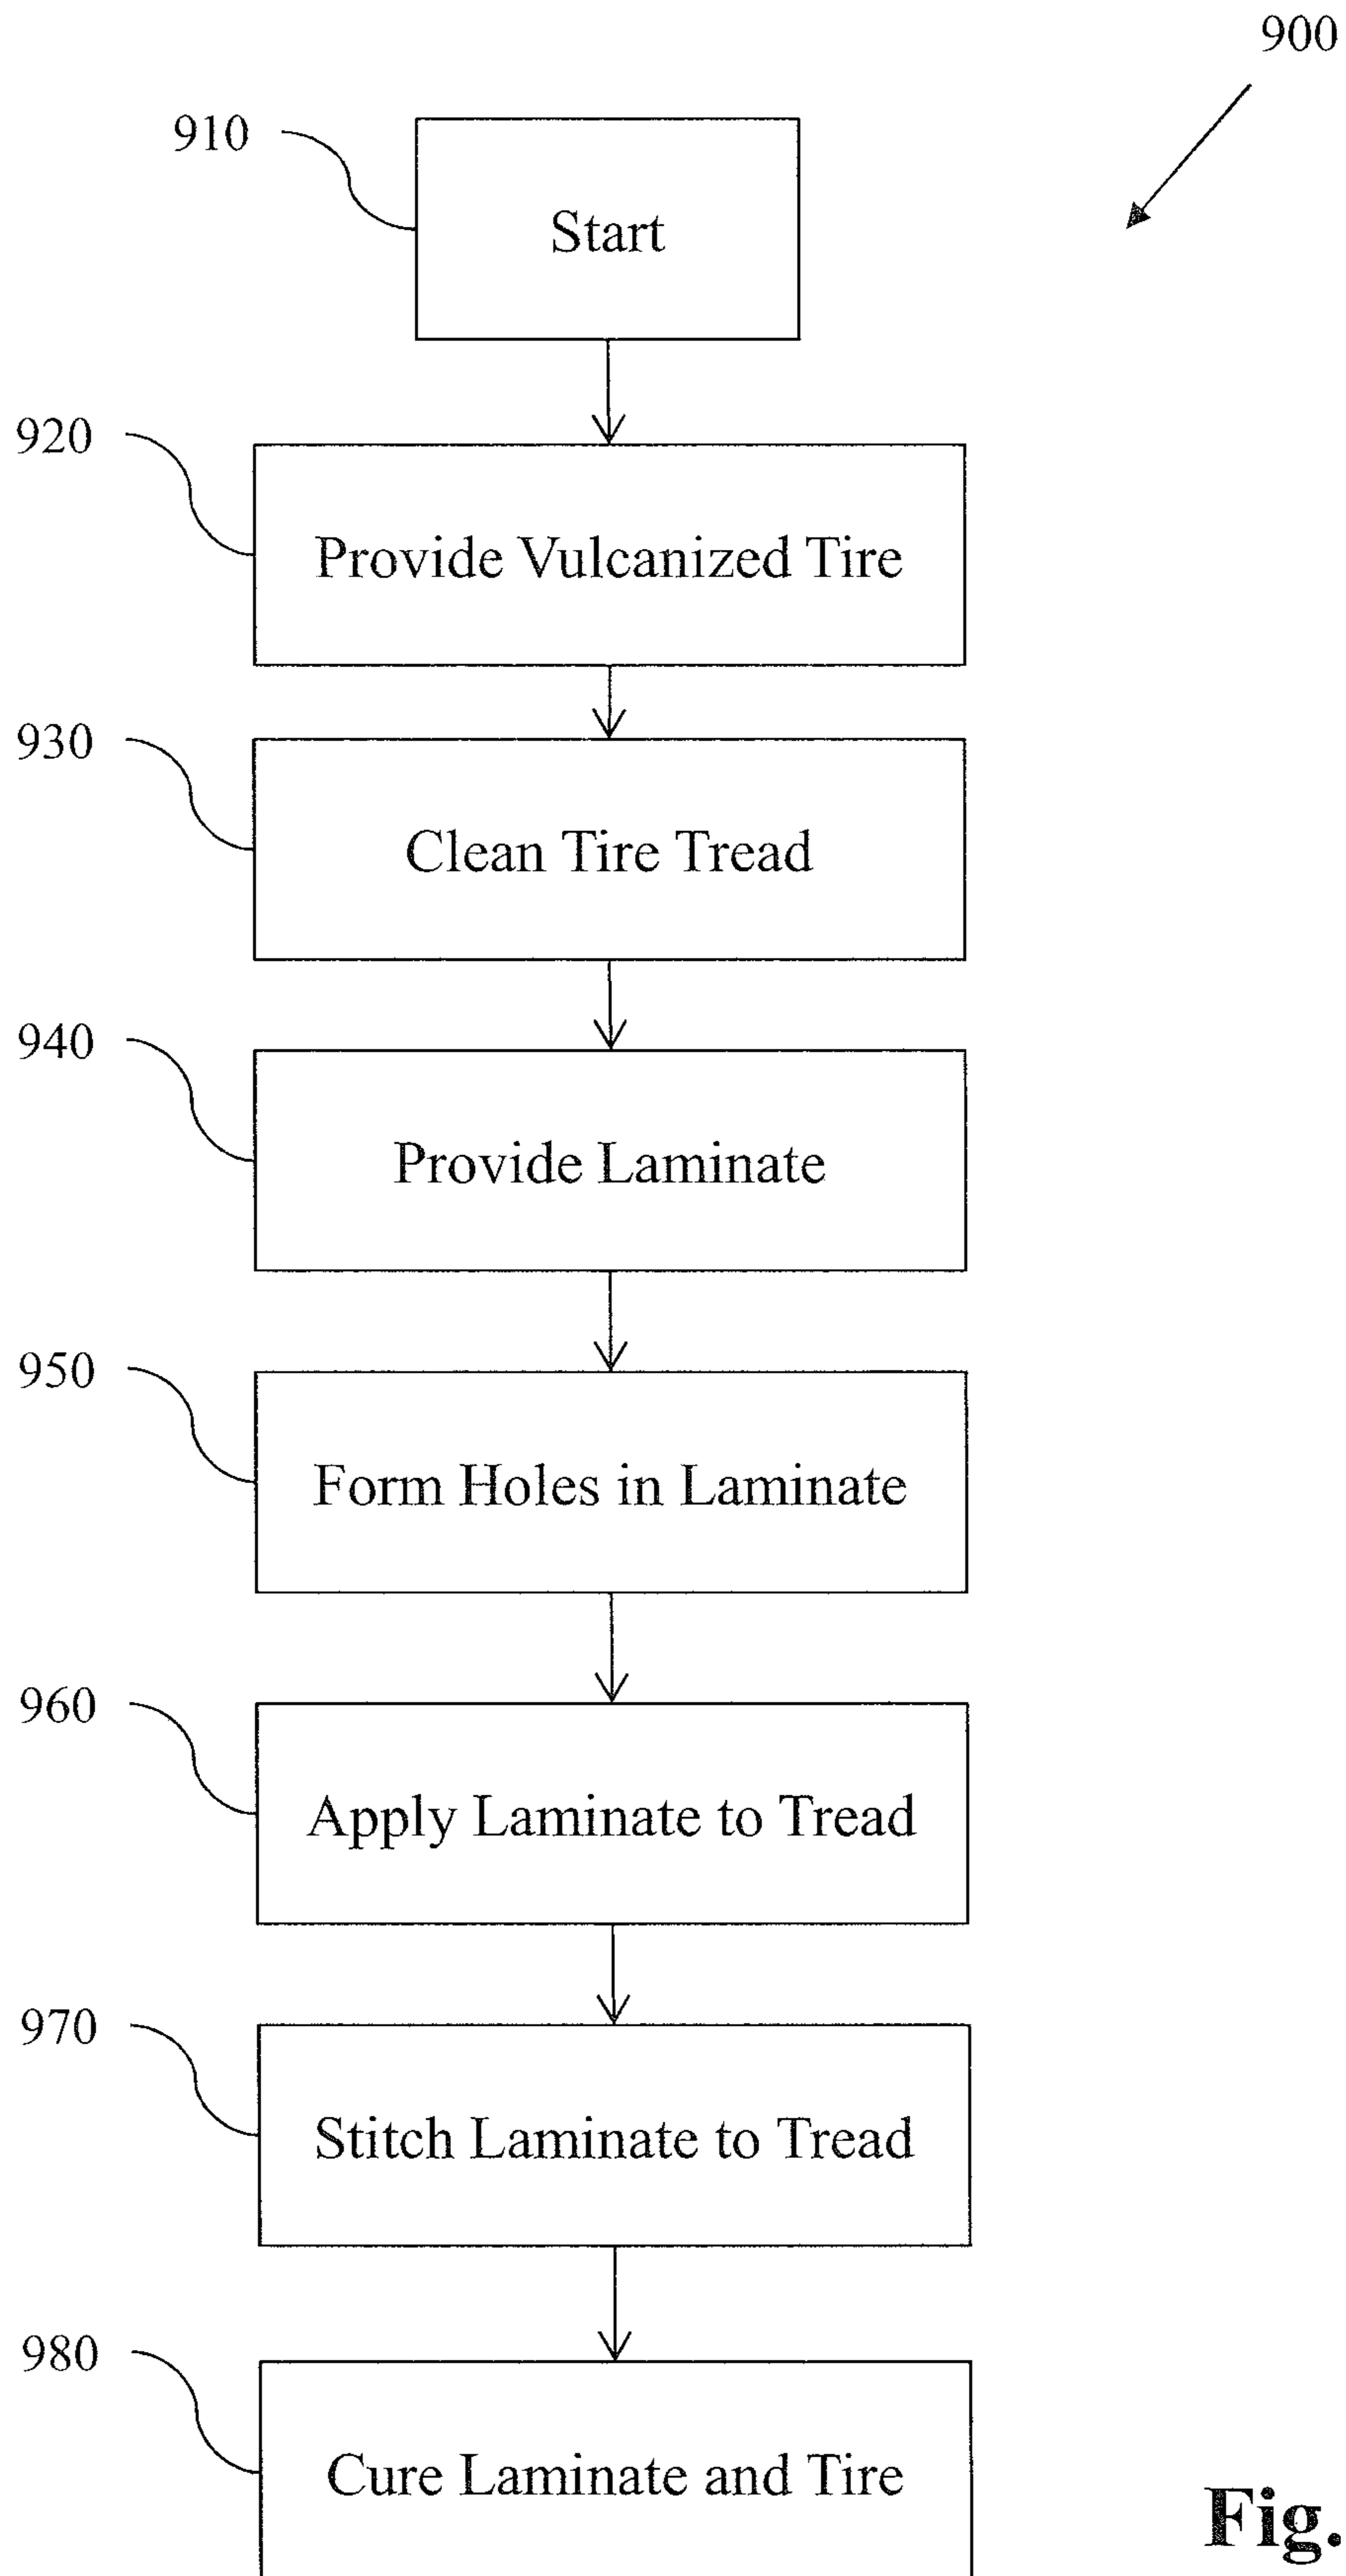 900
910
Start
920
Provide Vulcanized Tire
930
Clean Tire Tread
940
Provide Laminate
950
Form Holes in Laminate
960
Apply Laminate to Tread
970
Stitch Laminate to Tread
980
Cure Laminate and Tire
Fig.